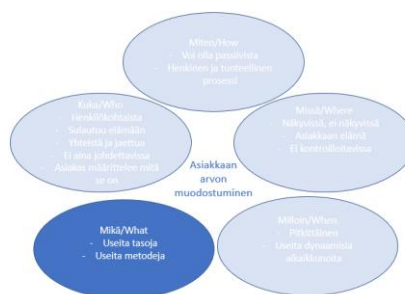 Miten/How
- Voi olla passiivista
- Henkinen ja tunteellinen
prosessi
Kuka/Who
- Henkilökohtaista
- Sulautuu elämään
- Yhteistä ja jaettua
- Ei aina johdettavissa
- Asiakas määrittelee mitä
se on
Missä/Where
- Näkyvissä, ei näkyvissä
- Asiakkaan elämä
- Ei kontrolloitavissa
Asiakkaan
arvon
muodostuminen
Mikä/What
- Useita tasoja
- Useita metodeja
Milloin/When
- Pitkittäinen
- Useita dynaamisia
aikaikkunoita